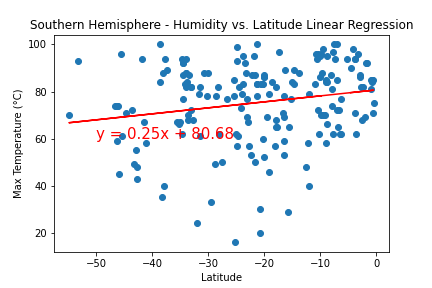 Southern Hemisphere - Humidity vs. Latitude Linear Regression
100
80
60
40
20
Max Temperature (°C)
y = 0.25x + 80.68
−50
−40
−30
−20
−10
0
Latitude